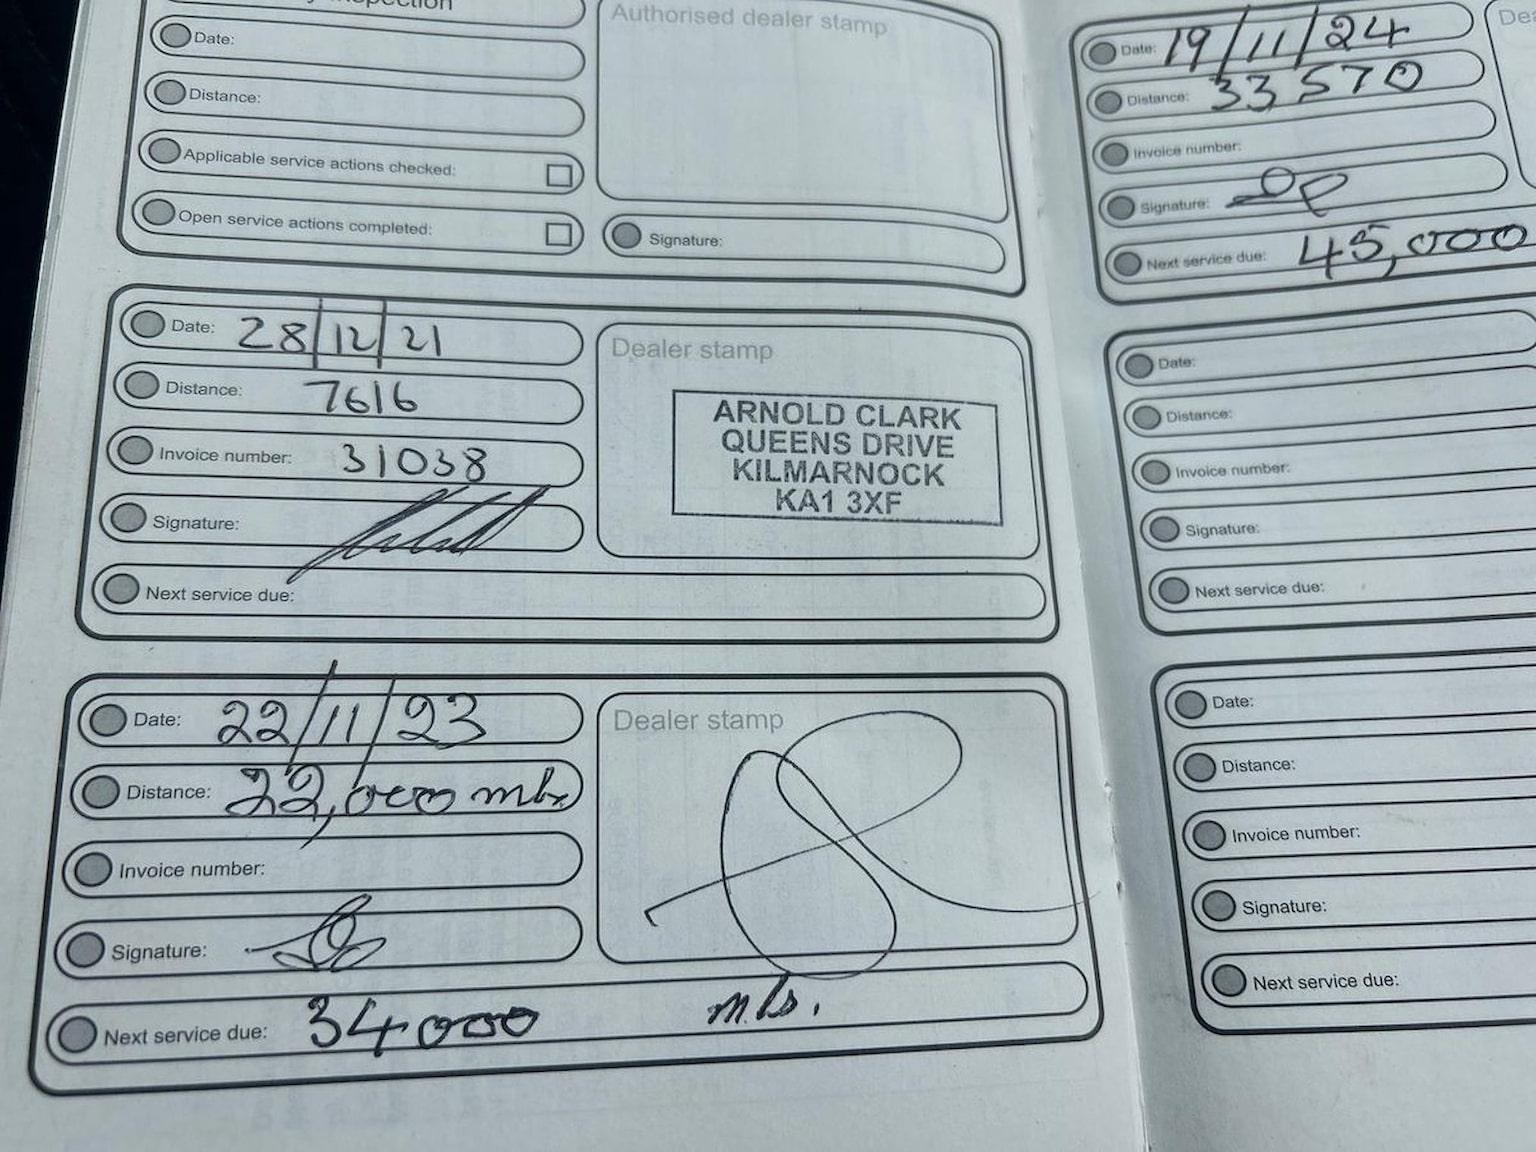 Inspection
Date:
Distance:
Applicable service actions checked:
Open service actions completed:
Authorised dealer stamp
Signature:
Date: 28/12/21
Distance: 7616
Invoice number: 31038
Signature:
Next service due:
Dealer stamp
ARNOLD CLARK
QUEENS DRIVE
KILMARNOCK
KA1 3XF
Date: 22/11/23
Distance: 22,000 mls
Invoice number:
Signature:
Next service due: 34000 mls.
Dealer stamp
Date: 19/11/24
Distance: 33570
Invoice number:
Signature:
Next service due: 45,000
Date:
Distance:
Invoice number:
Signature:
Next service due:
Date:
Distance:
Invoice number:
Signature:
Next service due: